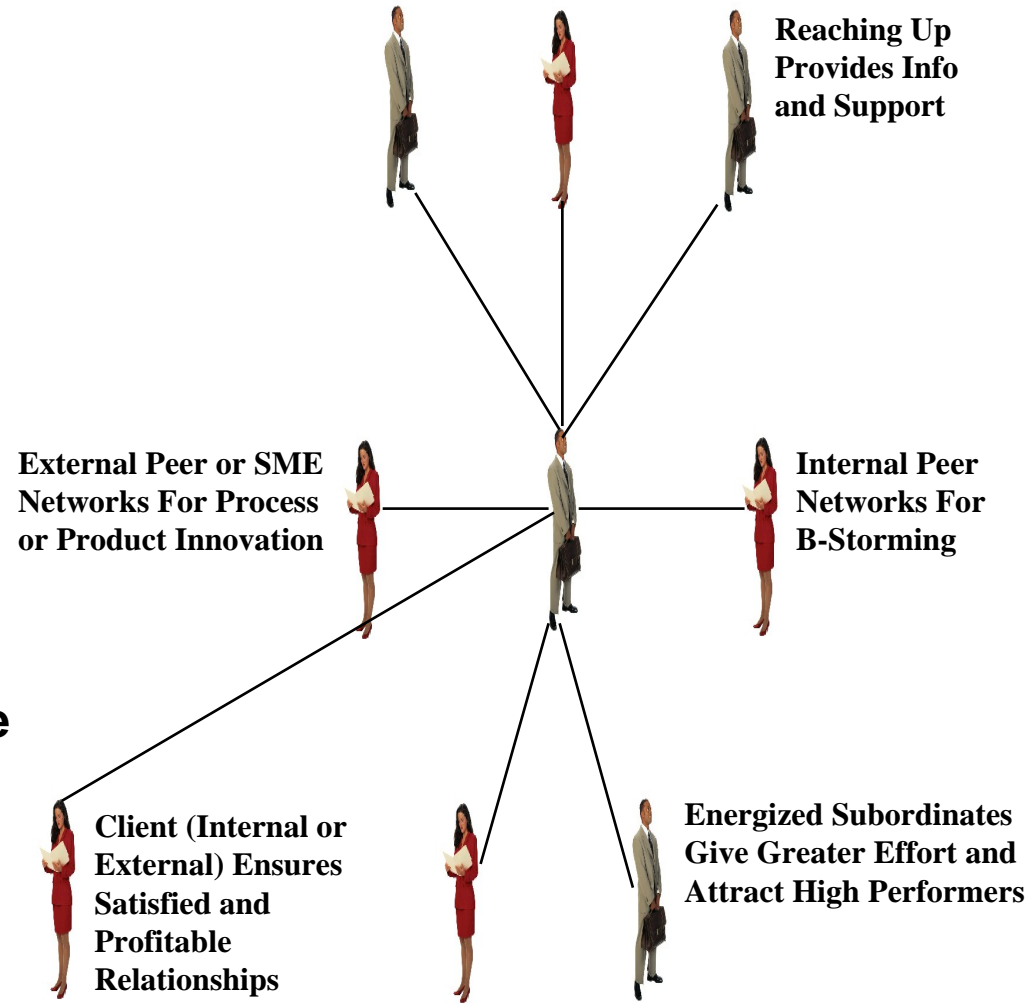 Reaching Up
Provides Info
and Support
External Peer or SME
Networks For Process
or Product Innovation
Internal Peer
Networks For
B-Storming
e
Client (Internal or
External) Ensures
Satisfied and
Profitable
Relationships
Energized Subordinates
Give Greater Effort and
Attract High Performers